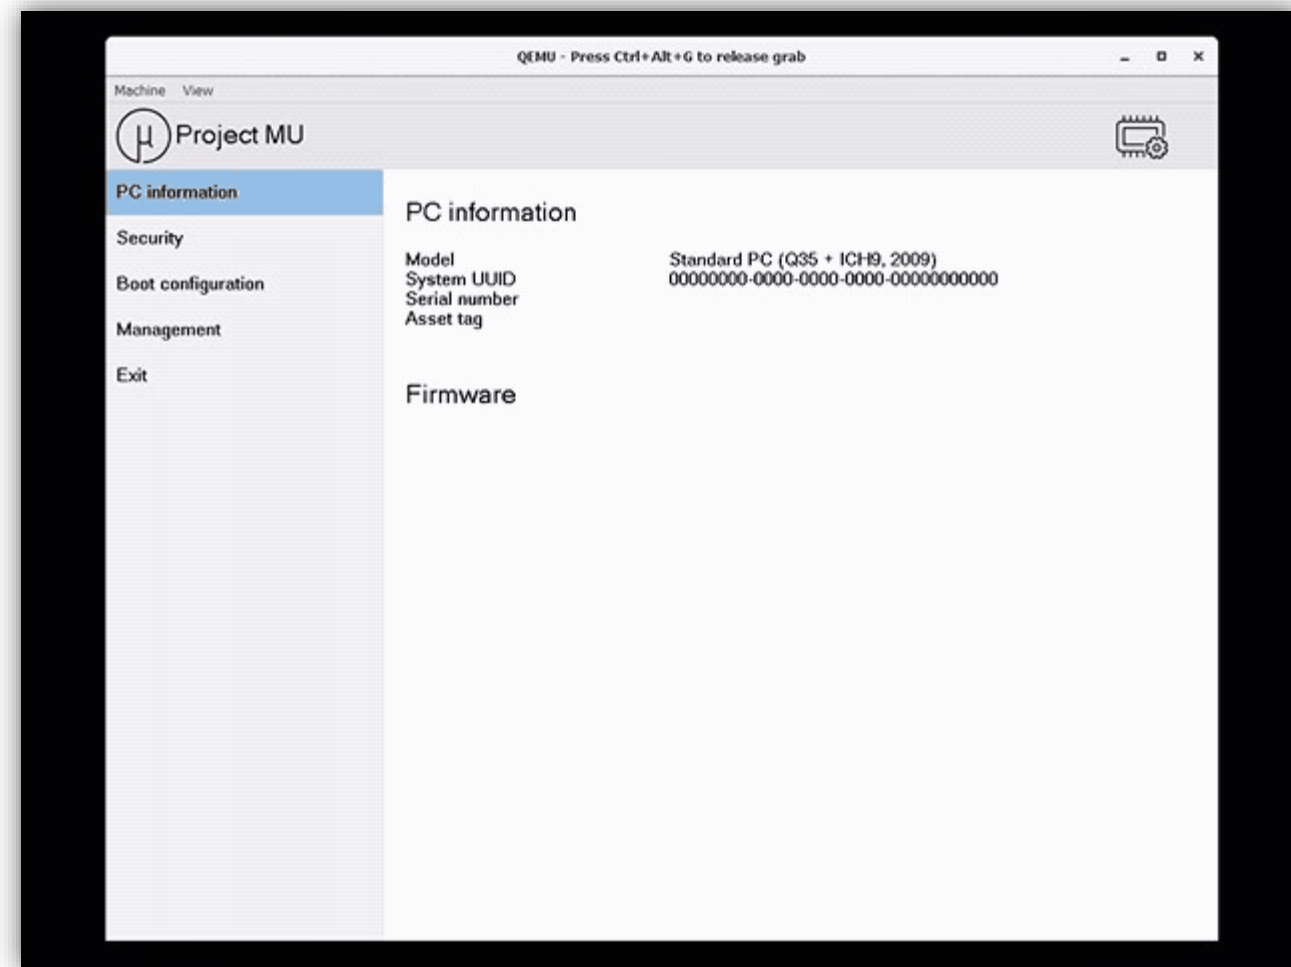 QEMU - Press Ctrl+Alt+G to release grab
Machine View
μ Project MU
PC information
Security
Boot configuration
Management
Exit
PC information
Model Standard PC (Q35 + ICH9, 2009)
System UUID 00000000-0000-0000-0000-00000000000
Serial number
Asset tag
Firmware